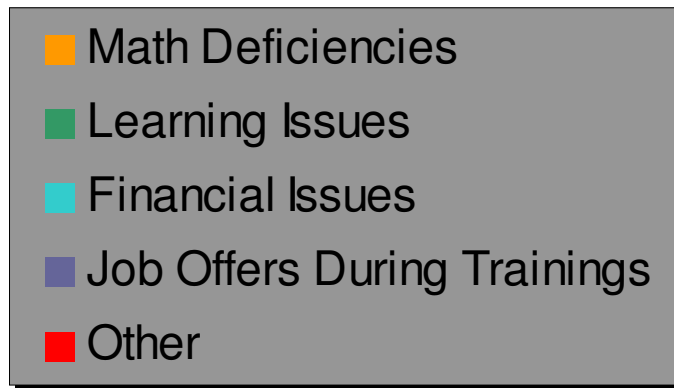 Math Deficiencies
Learning Issues
Financial Issues
Job Offers During Trainings
Other